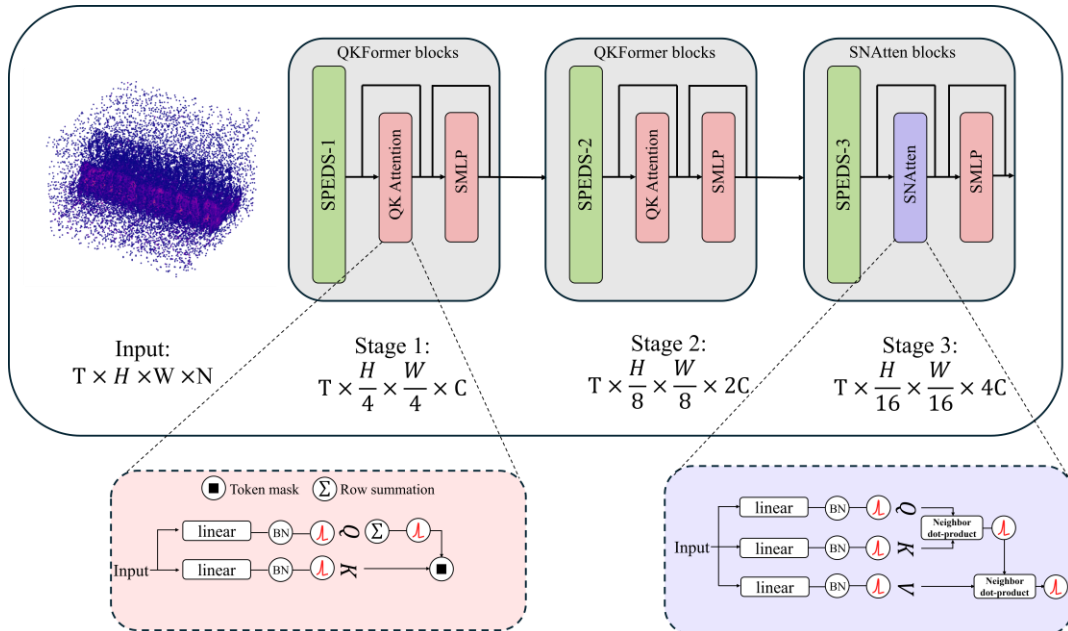 QKFormer blocks
SPEDS-1
QK Attention
SMLP
QKFormer blocks
SPEDS-2
QK Attention
SMLP
SNAtten blocks
SPEDS-3
SNAtten
SMLP
Input:
T × H × W × N
Stage 1:
T × H/4 × W/4 × C
Stage 2:
T × H/8 × W/8 × 2C
Stage 3:
T × H/16 × W/16 × 4C
Token mask
Σ Row summation
Input
linear
BN
Q
Σ
linear
BN
K
Input
linear
BN
Q
linear
BN
K
linear
BN
V
Neighbor
dot-product
Neighbor
dot-product